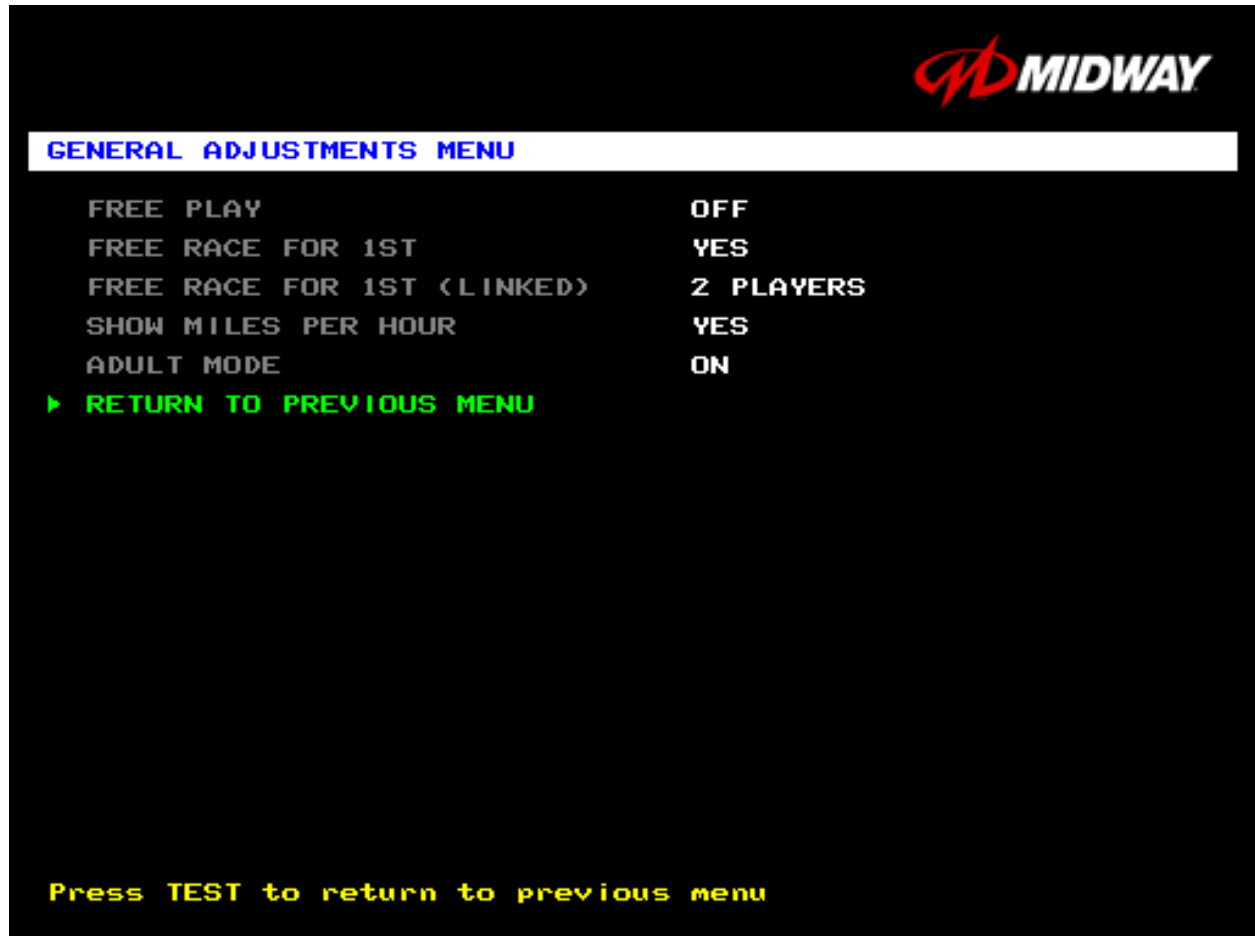 MIDWAY
GENERAL ADJUSTMENTS MENU
FREE PLAY OFF
FREE RACE FOR 1ST YES
FREE RACE FOR 1ST (LINKED) 2 PLAYERS
SHOW MILES PER HOUR YES
ADULT MODE ON
RETURN TO PREVIOUS MENU
Press TEST to return to previous menu